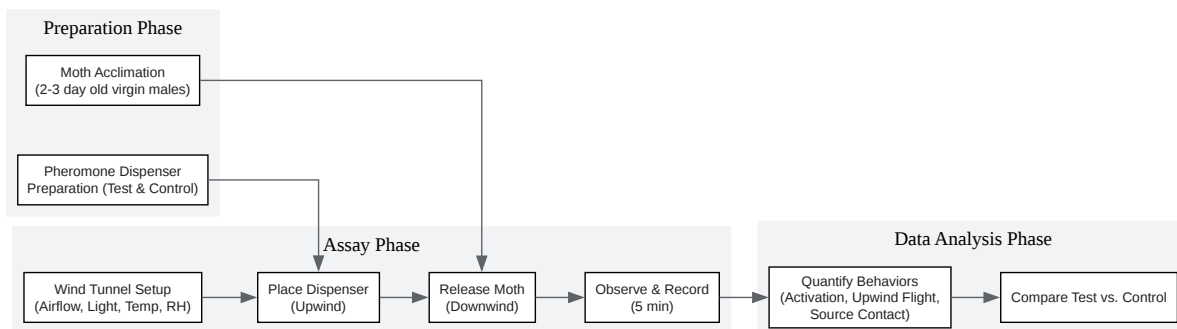 Preparation Phase
Moth Acclimation
(2-3 day old virgin males)
Pheromone Dispenser
Preparation (Test & Control)
Assay Phase
Wind Tunnel Setup
(Airflow, Light, Temp, RH)
Place Dispenser
(Upwind)
Release Moth
(Downwind)
Observe & Record
(5 min)
Data Analysis Phase
Quantify Behaviors
(Activation, Upwind Flight,
Source Contact)
Compare Test vs. Control